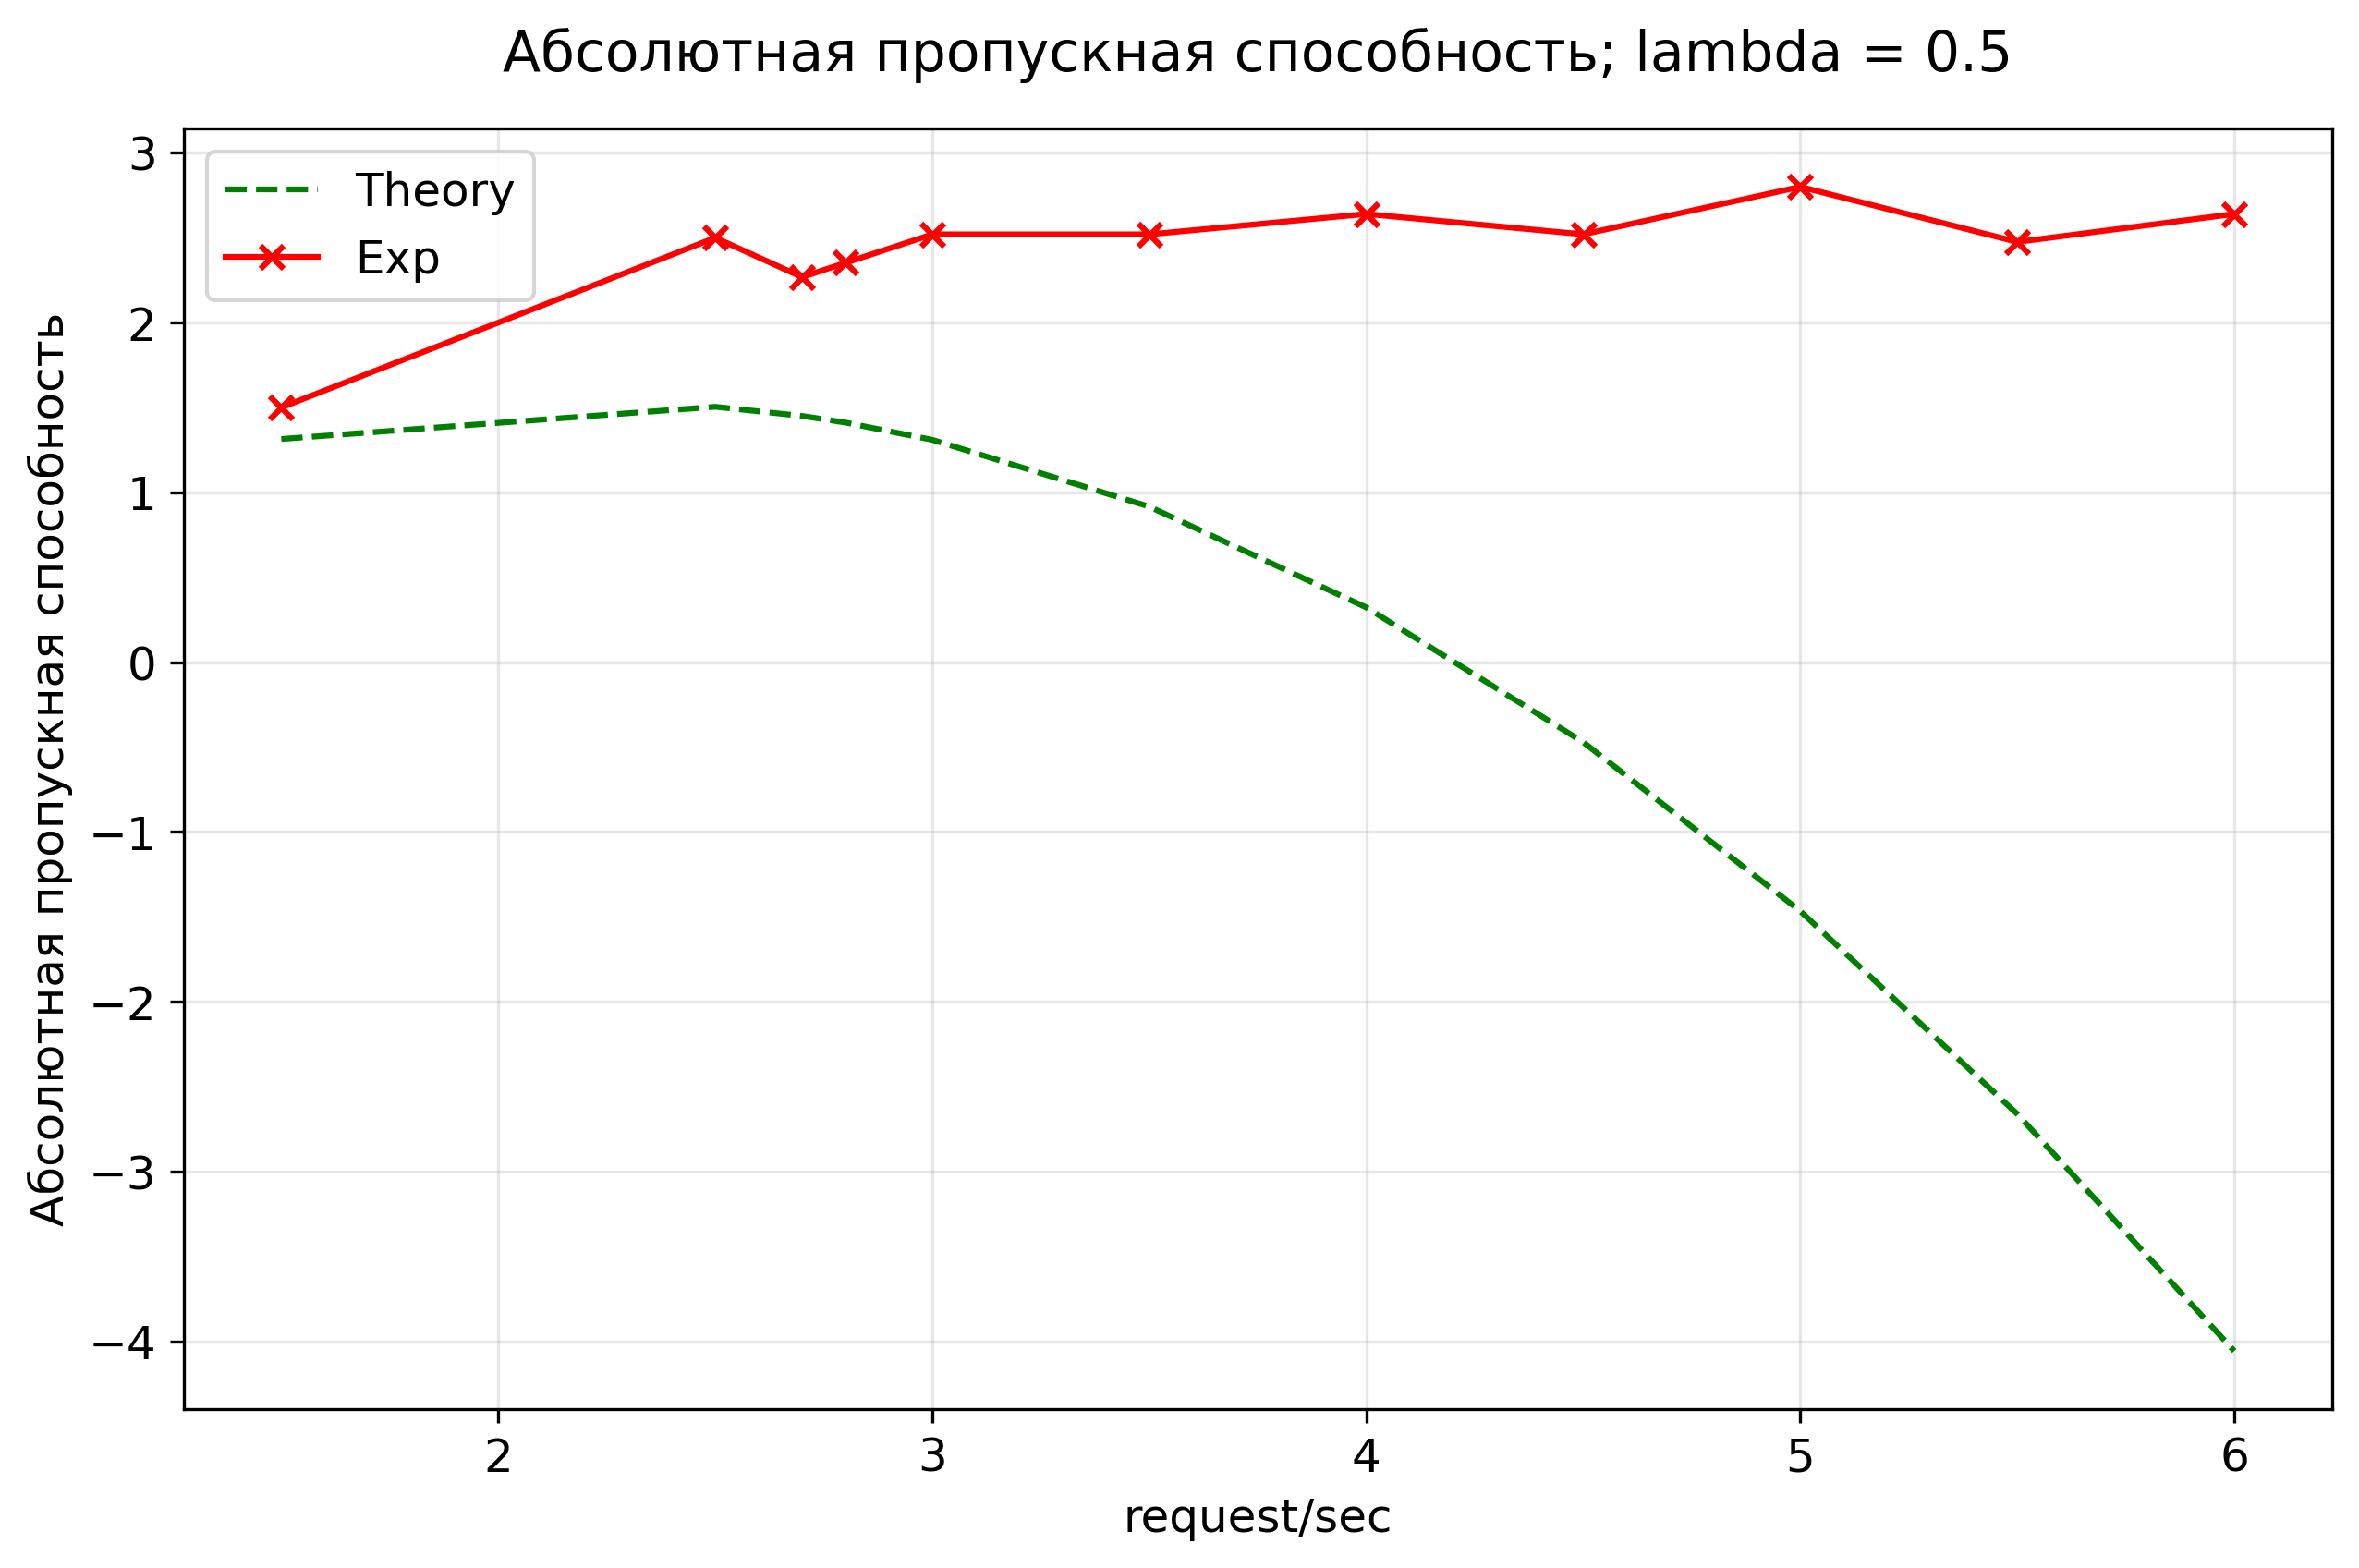 Абсолютная пропускная способность; lambda = 0.5
Theory
Exp
3
2
1
0
−1
−2
−3
−4
Абсолютная пропускная способность
2
3
4
5
6
request/sec